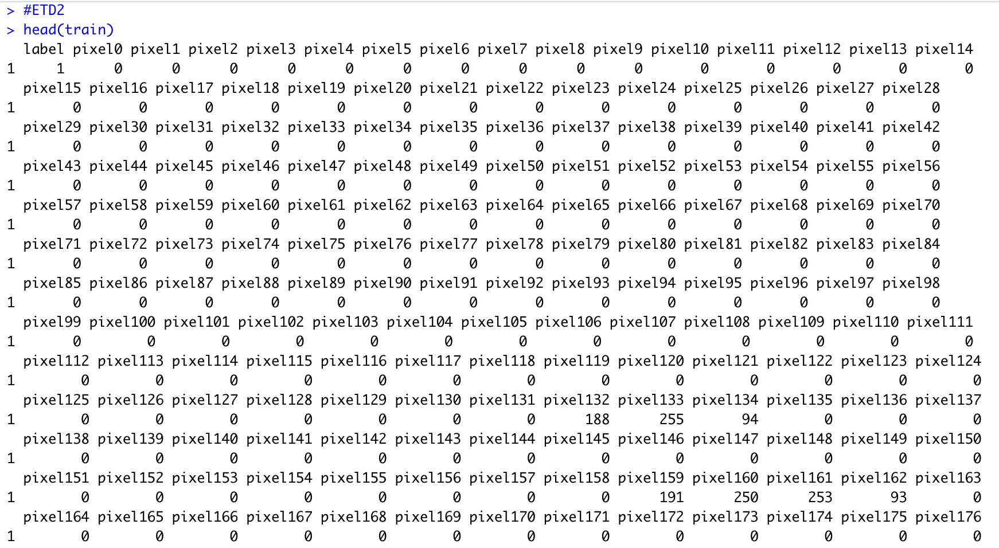 > #ETD2
> head(train)
label pixel0 pixel1 pixel2 pixel3 pixel4 pixel5 pixel6 pixel7 pixel8 pixel9 pixel10 pixel11 pixel12 pixel13 pixel14
1 1 0 0 0 0 0 0 0 0 0 0 0 0 0 0 0
pixel15 pixel16 pixel17 pixel18 pixel19 pixel20 pixel21 pixel22 pixel23 pixel24 pixel25 pixel26 pixel27 pixel28
1 0 0 0 0 0 0 0 0 0 0 0 0 0 0
pixel29 pixel30 pixel31 pixel32 pixel33 pixel34 pixel35 pixel36 pixel37 pixel38 pixel39 pixel40 pixel41 pixel42
1 0 0 0 0 0 0 0 0 0 0 0 0 0 0
pixel43 pixel44 pixel45 pixel46 pixel47 pixel48 pixel49 pixel50 pixel51 pixel52 pixel53 pixel54 pixel55 pixel56
1 0 0 0 0 0 0 0 0 0 0 0 0 0 0
pixel57 pixel58 pixel59 pixel60 pixel61 pixel62 pixel63 pixel64 pixel65 pixel66 pixel67 pixel68 pixel69 pixel70
1 0 0 0 0 0 0 0 0 0 0 0 0 0 0
pixel71 pixel72 pixel73 pixel74 pixel75 pixel76 pixel77 pixel78 pixel79 pixel80 pixel81 pixel82 pixel83 pixel84
1 0 0 0 0 0 0 0 0 0 0 0 0 0 0
pixel85 pixel86 pixel87 pixel88 pixel89 pixel90 pixel91 pixel92 pixel93 pixel94 pixel95 pixel96 pixel97 pixel98
1 0 0 0 0 0 0 0 0 0 0 0 0 0 0
pixel99 pixel100 pixel101 pixel102 pixel103 pixel104 pixel105 pixel106 pixel107 pixel108 pixel109 pixel110 pixel111
1 0 0 0 0 0 0 0 0 0 0 0 0 0
pixel112 pixel113 pixel114 pixel115 pixel116 pixel117 pixel118 pixel119 pixel120 pixel121 pixel122 pixel123 pixel124
1 0 0 0 0 0 0 0 0 0 0 0 0 0
pixel125 pixel126 pixel127 pixel128 pixel129 pixel130 pixel131 pixel132 pixel133 pixel134 pixel135 pixel136 pixel137
1 0 0 0 0 0 0 0 188 255 94 0 0 0
pixel138 pixel139 pixel140 pixel141 pixel142 pixel143 pixel144 pixel145 pixel146 pixel147 pixel148 pixel149 pixel150
1 0 0 0 0 0 0 0 0 0 0 0 0 0
pixel151 pixel152 pixel153 pixel154 pixel155 pixel156 pixel157 pixel158 pixel159 pixel160 pixel161 pixel162 pixel163
1 0 0 0 0 0 0 0 0 191 250 253 93 0
pixel164 pixel165 pixel166 pixel167 pixel168 pixel169 pixel170 pixel171 pixel172 pixel173 pixel174 pixel175 pixel176
1 0 0 0 0 0 0 0 0 0 0 0 0 0